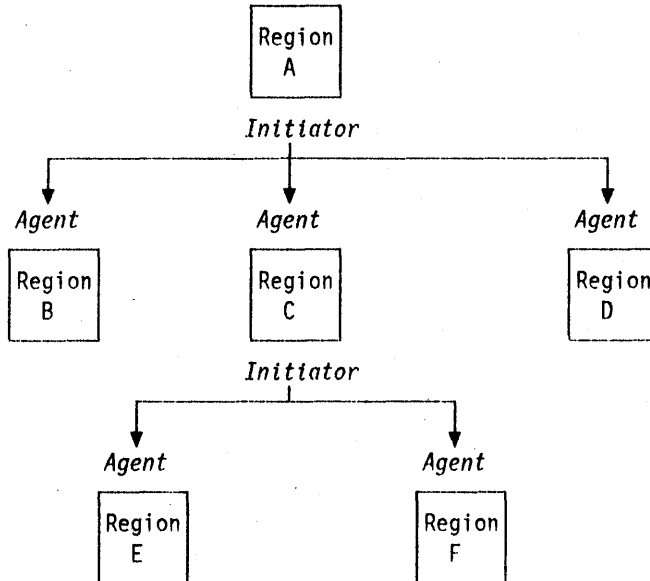 Region
A
Initiator
Agent Agent Agent
Region Region Region
B C D
Initiator
Agent Agent
Region Region
E F